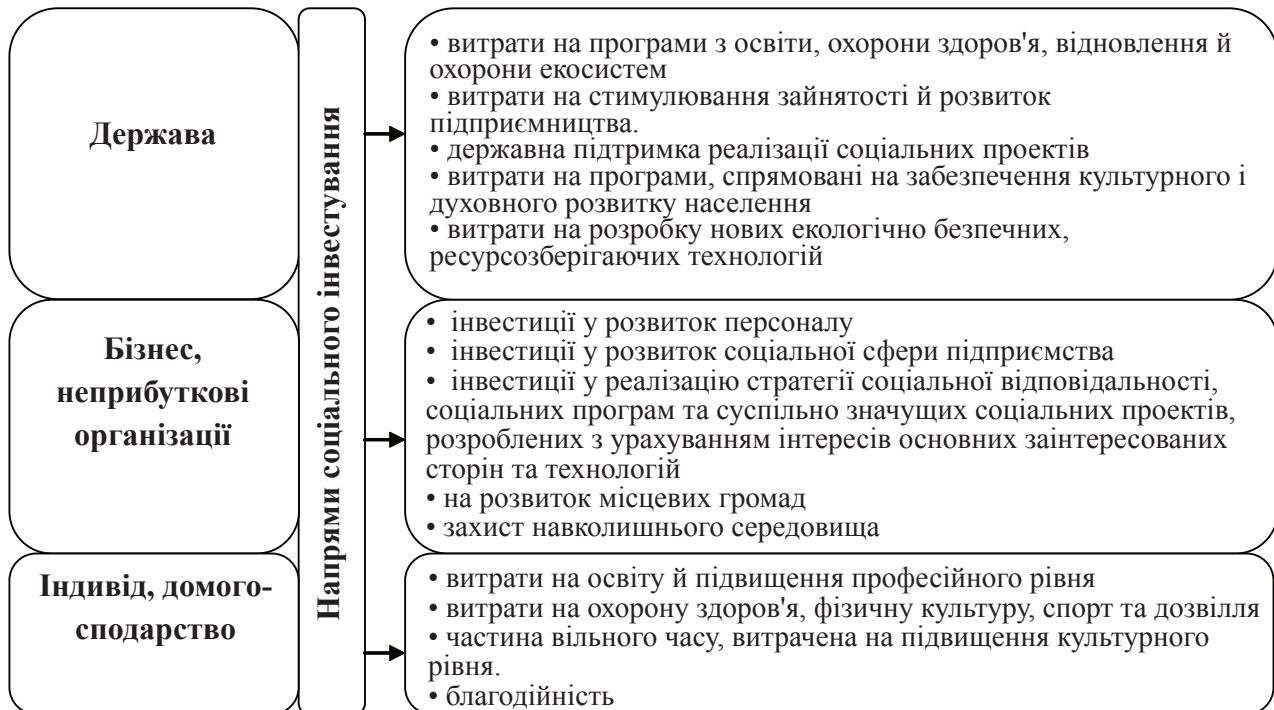 Держава
Напрями соціального інвестування
• витрати на програми з освіти, охорони здоров'я, відновлення й
охорони екосистем
• витрати на стимулювання зайнятості й розвиток
підприємництва.
• державна підтримка реалізації соціальних проектів
• витрати на програми, спрямовані на забезпечення культурного і
духовного розвитку населення
• витрати на розробку нових екологічно безпечних,
ресурсозберігаючих технологій
Бізнес,
неприбуткові
організації
• інвестиції у розвиток персоналу
• інвестиції у розвиток соціальної сфери підприємства
• інвестиції у реалізацію стратегії соціальної відповідальності,
соціальних програм та суспільно значущих соціальних проектів,
розроблених з урахуванням інтересів основних заінтересованих
сторін та технологій
• на розвиток місцевих громад
• захист навколишнього середовища
Індивід, домого-
сподарство
• витрати на освіту й підвищення професійного рівня
• витрати на охорону здоров'я, фізичну культуру, спорт та дозвілля
• частина вільного часу, витрачена на підвищення культурного
рівня.
• благодійність